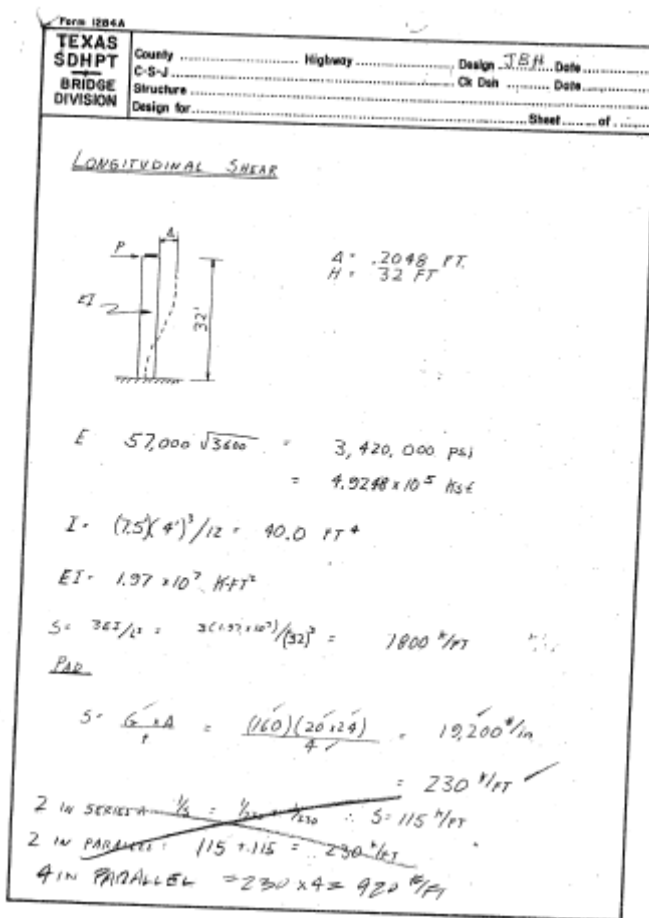 Form 1284A
TEXAS
SDHPT
BRIDGE
DIVISION
County Highway Design JBH Date
C-S-J Ck Dsn Date
Structure
Design for Sheet of
LONGITUDINAL SHEAR
P Δ
Δ = .2048 FT.
H = 32 FT
EI
32'
E 57,000 √3600 = 3,420,000 psi
= 4.9248 x 10⁵ Ksf
I = (7.5)(4')³/12 = 40.0 FT⁴
EI = 1.97 x 10⁷ K-FT²
S = 3EI/L³ = 3(1.97 x 10⁷)/(32)³ = 1800 K/FT
PAD
S = G x A / t = (160)(20 x 24) / 4 = 19,200 #/in
= 230 K/FT
2 IN SERIES 1/S = 1/230 + 1/230 ∴ S = 115 K/FT
2 IN PARALLEL: 115 + 115 = 230 K/FT
4 IN PARALLEL = 230 x 4 = 920 K/FT